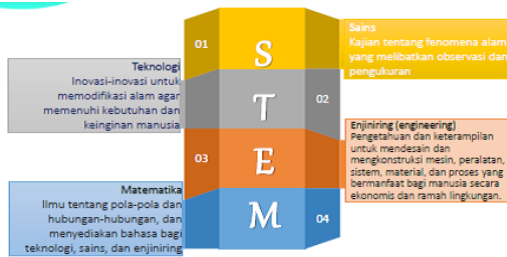 01
S
Sains
Kajian tentang fenomena alam
yang melibatkan observasi dan
pengukuran
Teknologi
Inovasi-inovasi untuk
memodifikasi alam agar
memenuhi kebutuhan dan
keinginan manusia
T
02
03
E
Enjiniring (engineering)
Pengetahuan dan keterampilan
untuk mendesain dan
mengkonstruksi mesin, peralatan,
sistem, material, dan proses yang
bermanfaat bagi manusia secara
ekonomis dan ramah lingkungan.
Matematika
Ilmu tentang pola-pola dan
hubungan-hubungan, dan
menyediakan bahasa bagi
teknologi, sains, dan enjiniring
M
04